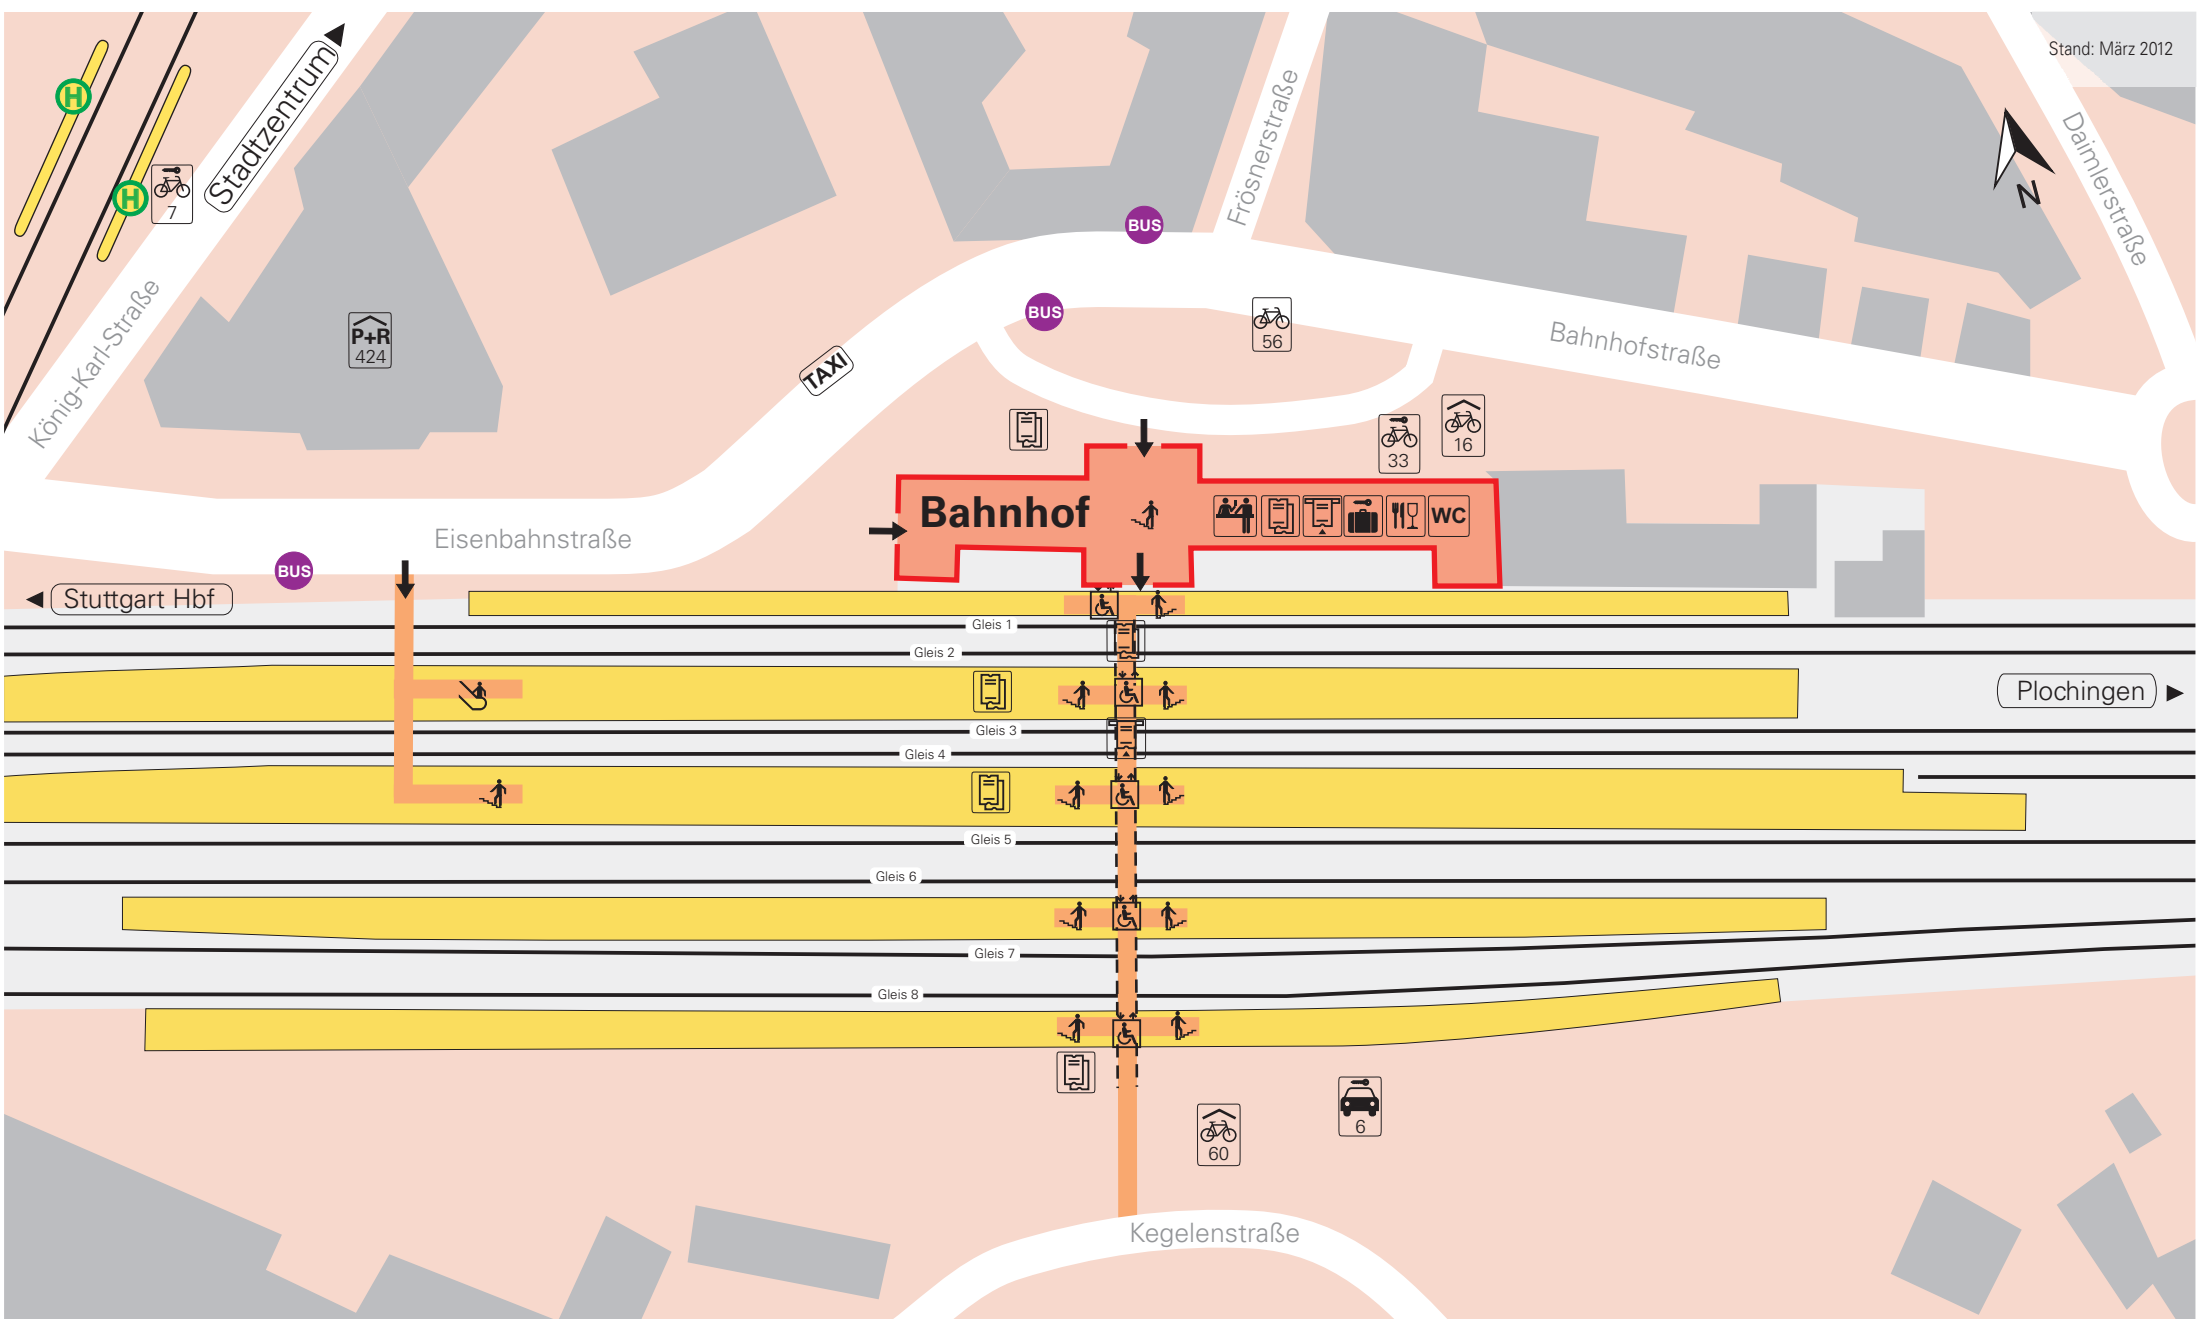 Stand: März 2012
H
H
7
Stadtzentrum
König-Karl-Straße
P+R
424
BUS
BUS
Frösnerstraße
Daimlerstraße
N
56
Bahnhofstraße
TAXI
33
16
Bahnhof
WC
Eisenbahnstraße
BUS
Stuttgart Hbf
Gleis 1
Gleis 2
Plochingen
Gleis 3
Gleis 4
Gleis 5
Gleis 6
Gleis 7
Gleis 8
60
6
Kegelenstraße